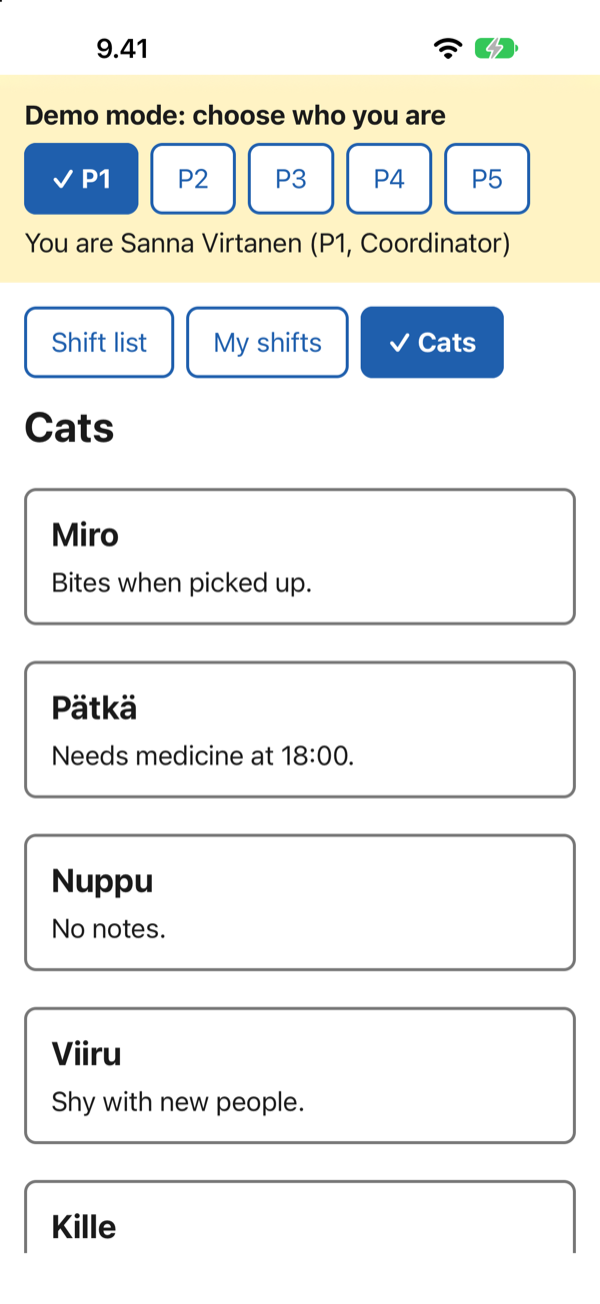 9.41
Demo mode: choose who you are
✓ P1 P2 P3 P4 P5
You are Sanna Virtanen (P1, Coordinator)
Shift list My shifts ✓ Cats
Cats
Miro
Bites when picked up.
Pätkä
Needs medicine at 18:00.
Nuppu
No notes.
Viiru
Shy with new people.
Kille